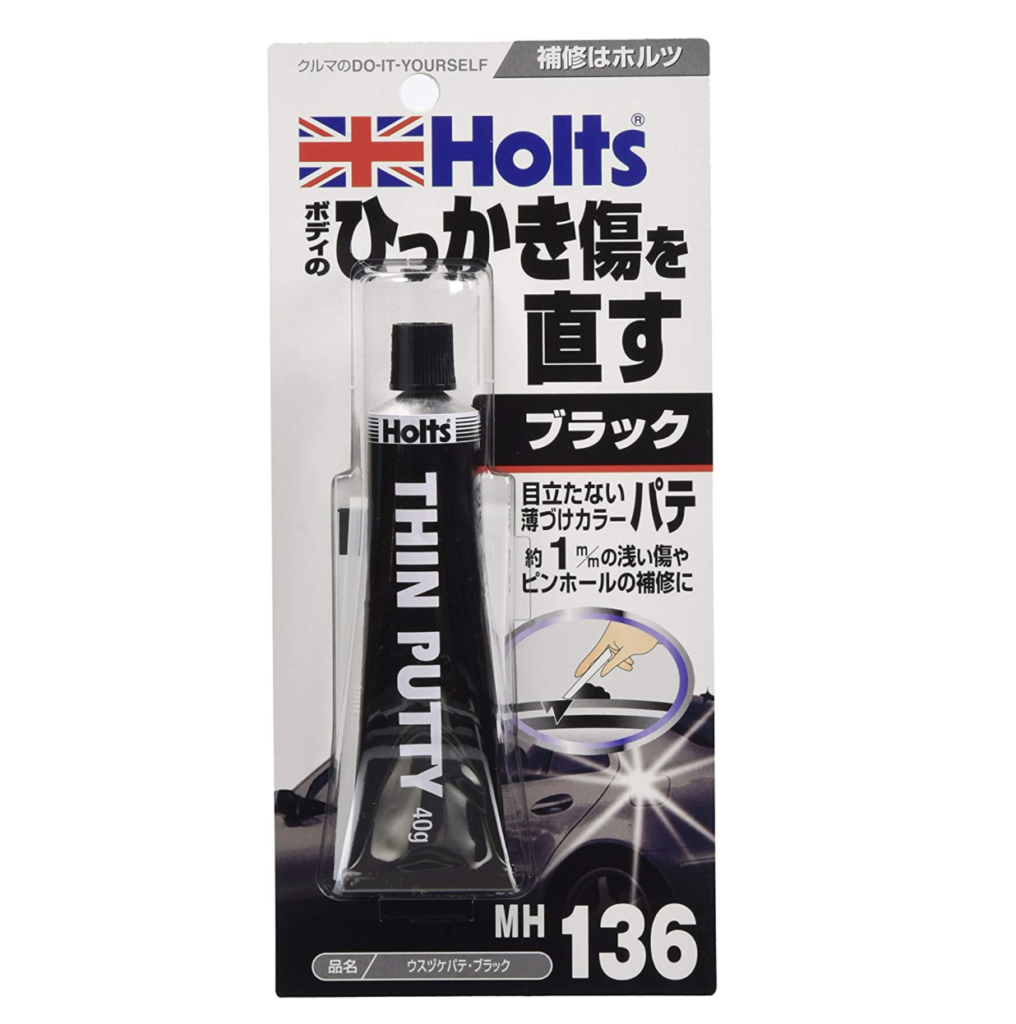 クルマのDO-IT-YOURSELF
補修はホルツ
Holts®
ボディの
ひっかき傷を
直す
ブラック
目立たない
薄づけカラーパテ
約1m/mの浅い傷や
ピンホールの補修に
Holts
THIN PUTTY 40g
MH 136
品名/ウスヅケパテ・ブラック